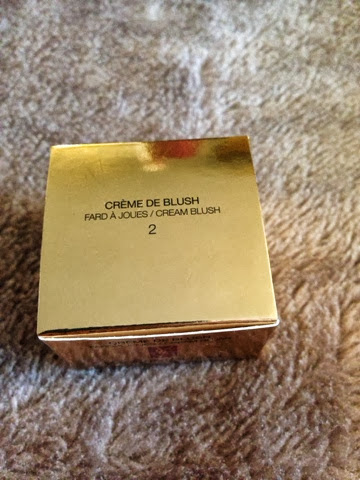 CRÈME DE BLUSH
FARD À JOUES / CREAM BLUSH
2